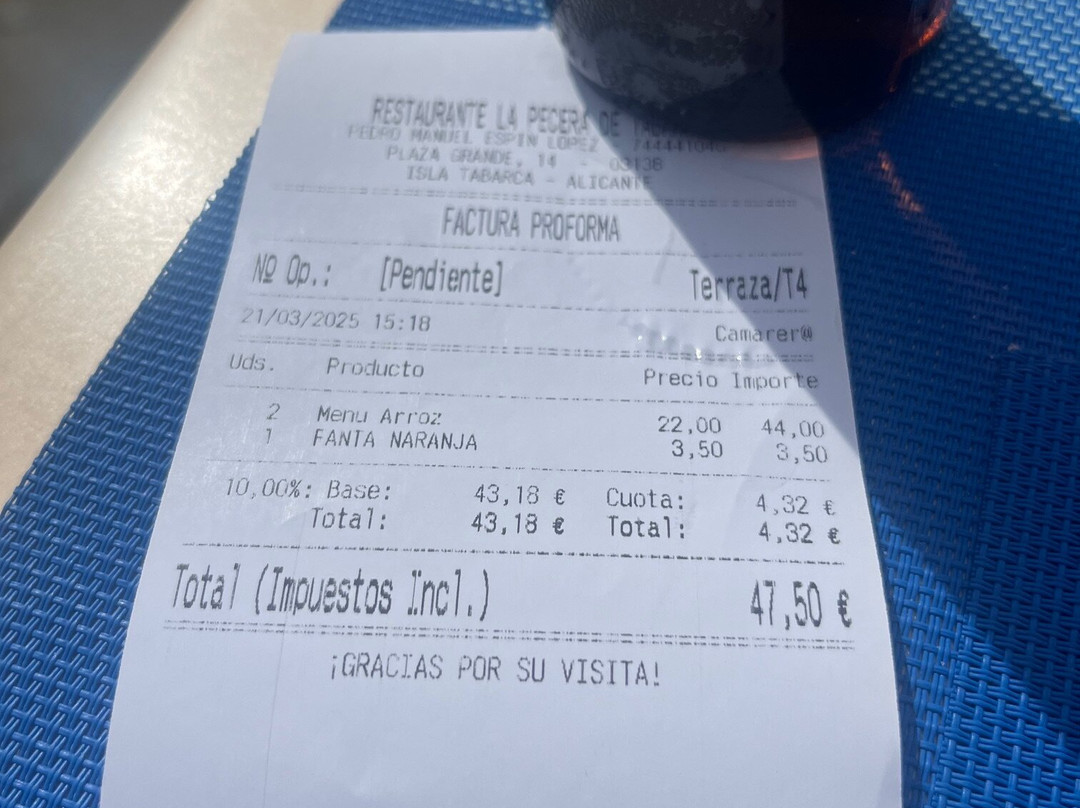 RESTAURANTE LA PECERA DE
PEDRO MANUEL ESPIN LOPEZ
PLAZA GRANDE, 14 - 03138
ISLA TABARCA - ALICANTE
FACTURA PROFORMA
Nº Op.: [Pendiente] Terraza/T4
21/03/2025 15:18 Camarer@
Uds. Producto Precio Importe
2 Menu Arroz 22,00 44,00
1 FANTA NARANJA 3,50 3,50
10,00%: Base: 43,18 € Cuota: 4,32 €
Total: 43,18 € Total: 4,32 €
Total (Impuestos Incl.) 47,50 €
¡GRACIAS POR SU VISITA!